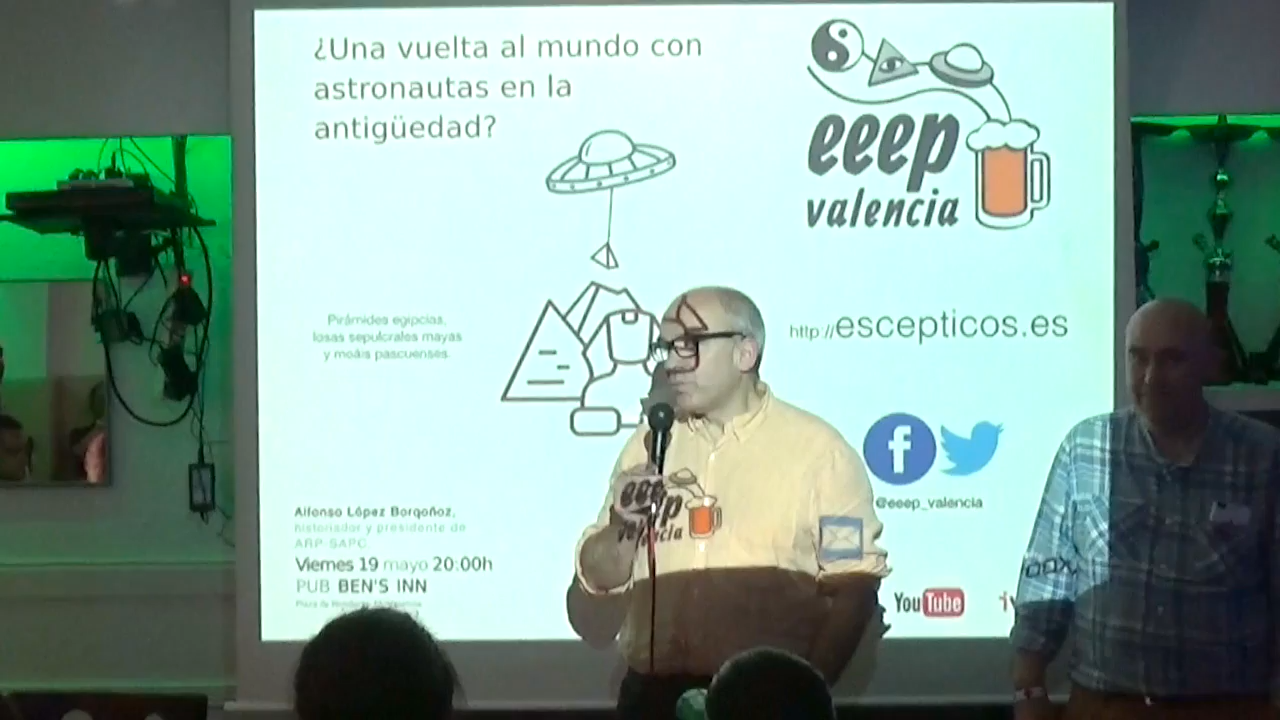 ¿Una vuelta al mundo con
astronautas en la
antigüedad?
eeep
valencia
Pirámides egipcias,
losas sepulcrales mayas
y moáis pascuenses.
http://escepticos.es
f
@eeep_valencia
eeep
valencia
Alfonso López Borgoñoz,
historiador y presidente de
ARP-SAPC.
Viemes 19 mayo 20:00h
PUB BEN'S INN
YouTube